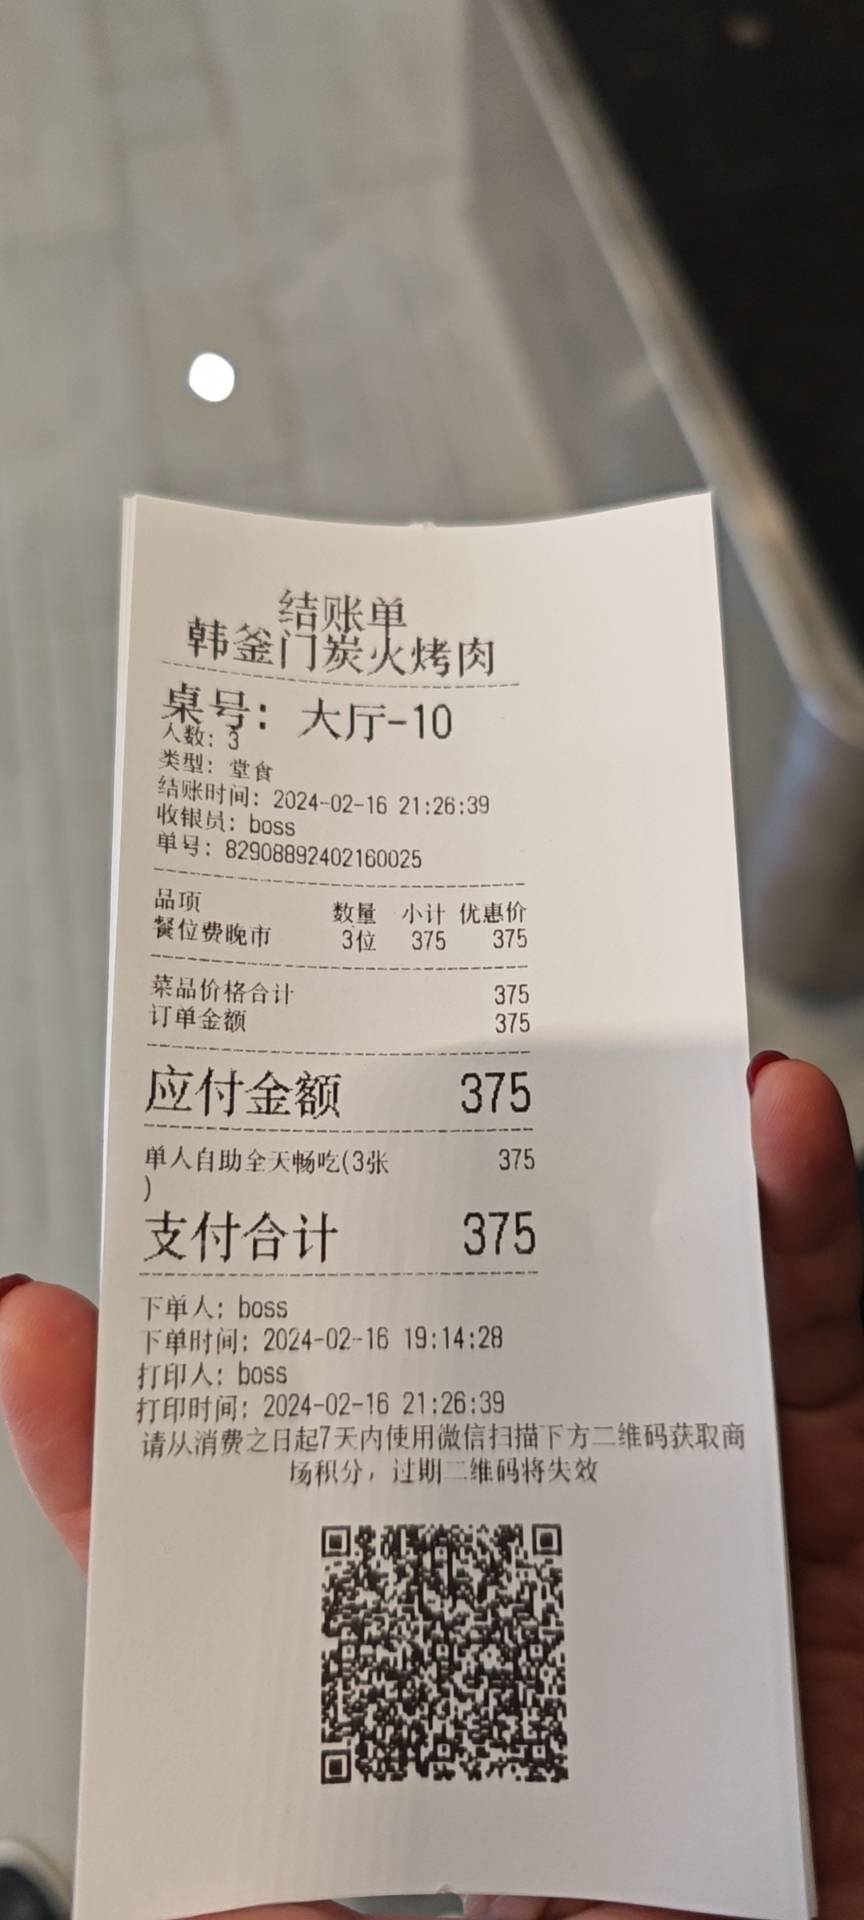 结账单
韩釜门炭火烤肉
桌号：大厅-10
人数：3
类型：堂食
结账时间：2024-02-16 21:26:39
收银员：boss
单号：82908892402160025
品项 数量 小计 优惠价
餐位费晚市 3位 375 375
菜品价格合计 375
订单金额 375
应付金额 375
单人自助全天畅吃(3张 375
)
支付合计 375
下单人：boss
下单时间：2024-02-16 19:14:28
打印人：boss
打印时间：2024-02-16 21:26:39
请从消费之日起7天内使用微信扫描下方二维码获取商
场积分，过期二维码将失效